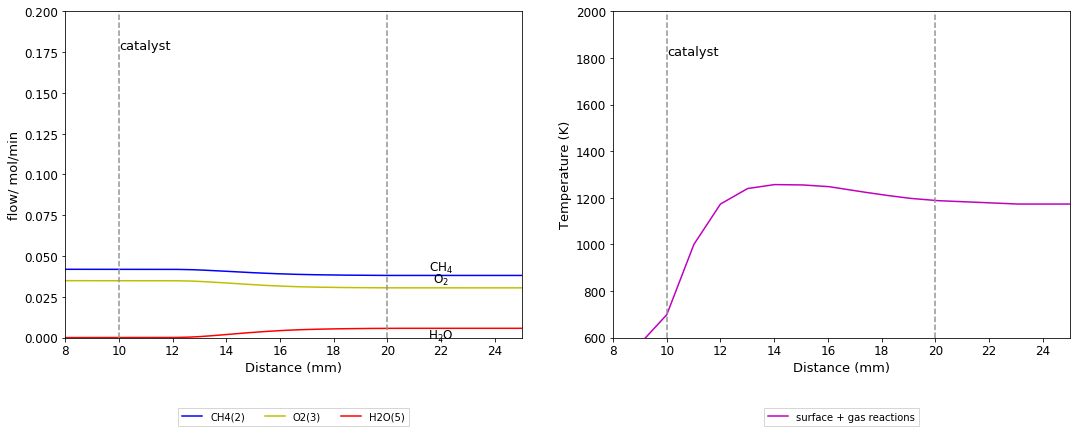 0.200
0.175
0.150
0.125
0.100
0.075
0.050
0.025
0.000
flow/ mol/min
catalyst
CH₄
O₂
H₂O
8 10 12 14 16 18 20 22 24
Distance (mm)
CH4(2) O2(3) H2O(5)
2000
1800
1600
1400
1200
1000
800
600
Temperature (K)
catalyst
8 10 12 14 16 18 20 22 24
Distance (mm)
surface + gas reactions